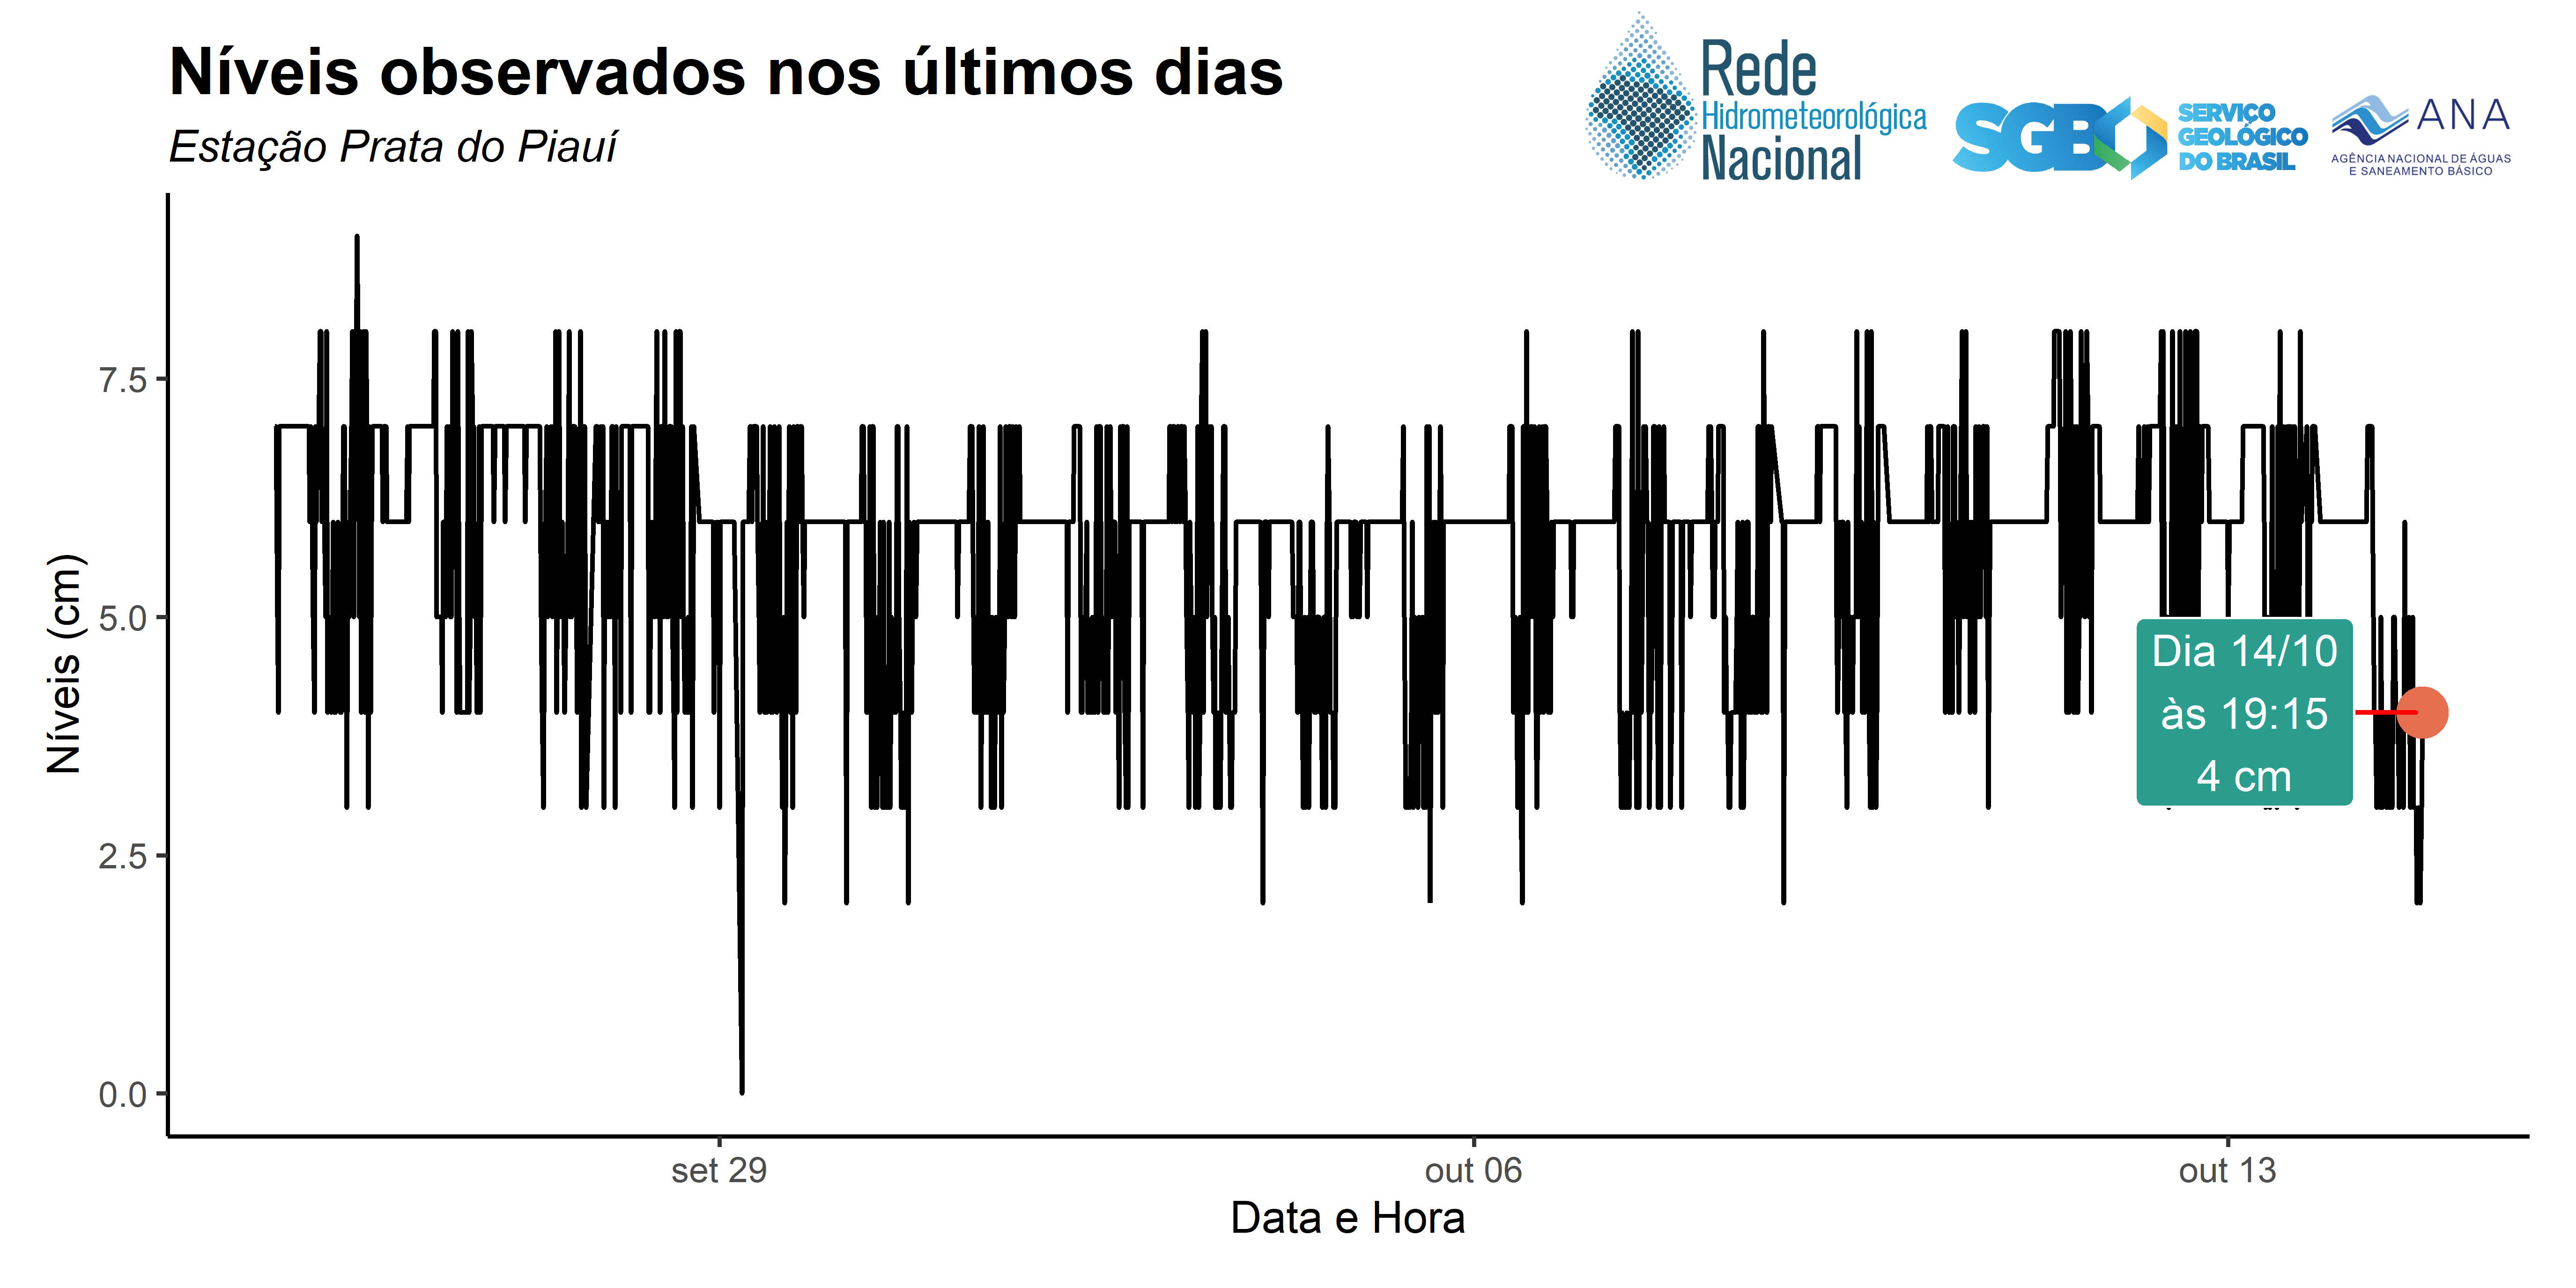 Níveis observados nos últimos dias
Estação Prata do Piauí
Rede
Hidrometeorológica
Nacional
SGB
SERVIÇO
GEOLÓGICO
DO BRASIL
ANA
AGÊNCIA NACIONAL DE ÁGUAS
E SANEAMENTO BÁSICO
Níveis (cm)
7.5
5.0
2.5
0.0
Dia 14/10
às 19:15
4 cm
set 29
out 06
out 13
Data e Hora